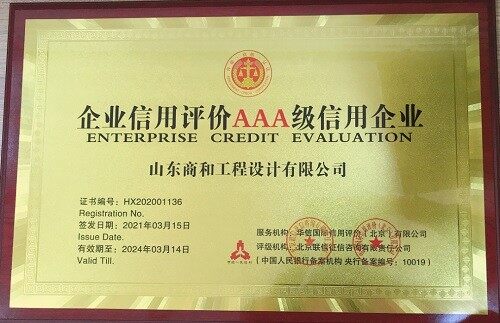 企业信用评价AAA级信用企业
ENTERPRISE CREDIT EVALUATION
山东商和工程设计有限公司
证书编号：HX202001136
Registration No.
签发日期：2021年03月15日
Issue Date.
有效期至：2024年03月14日
Valid Till.
服务机构：华信国际信用评价（北京）有限公司
评级机构：北京联信征信咨询有限责任公司
（中国人民银行备案机构 央行备案编号：10019）